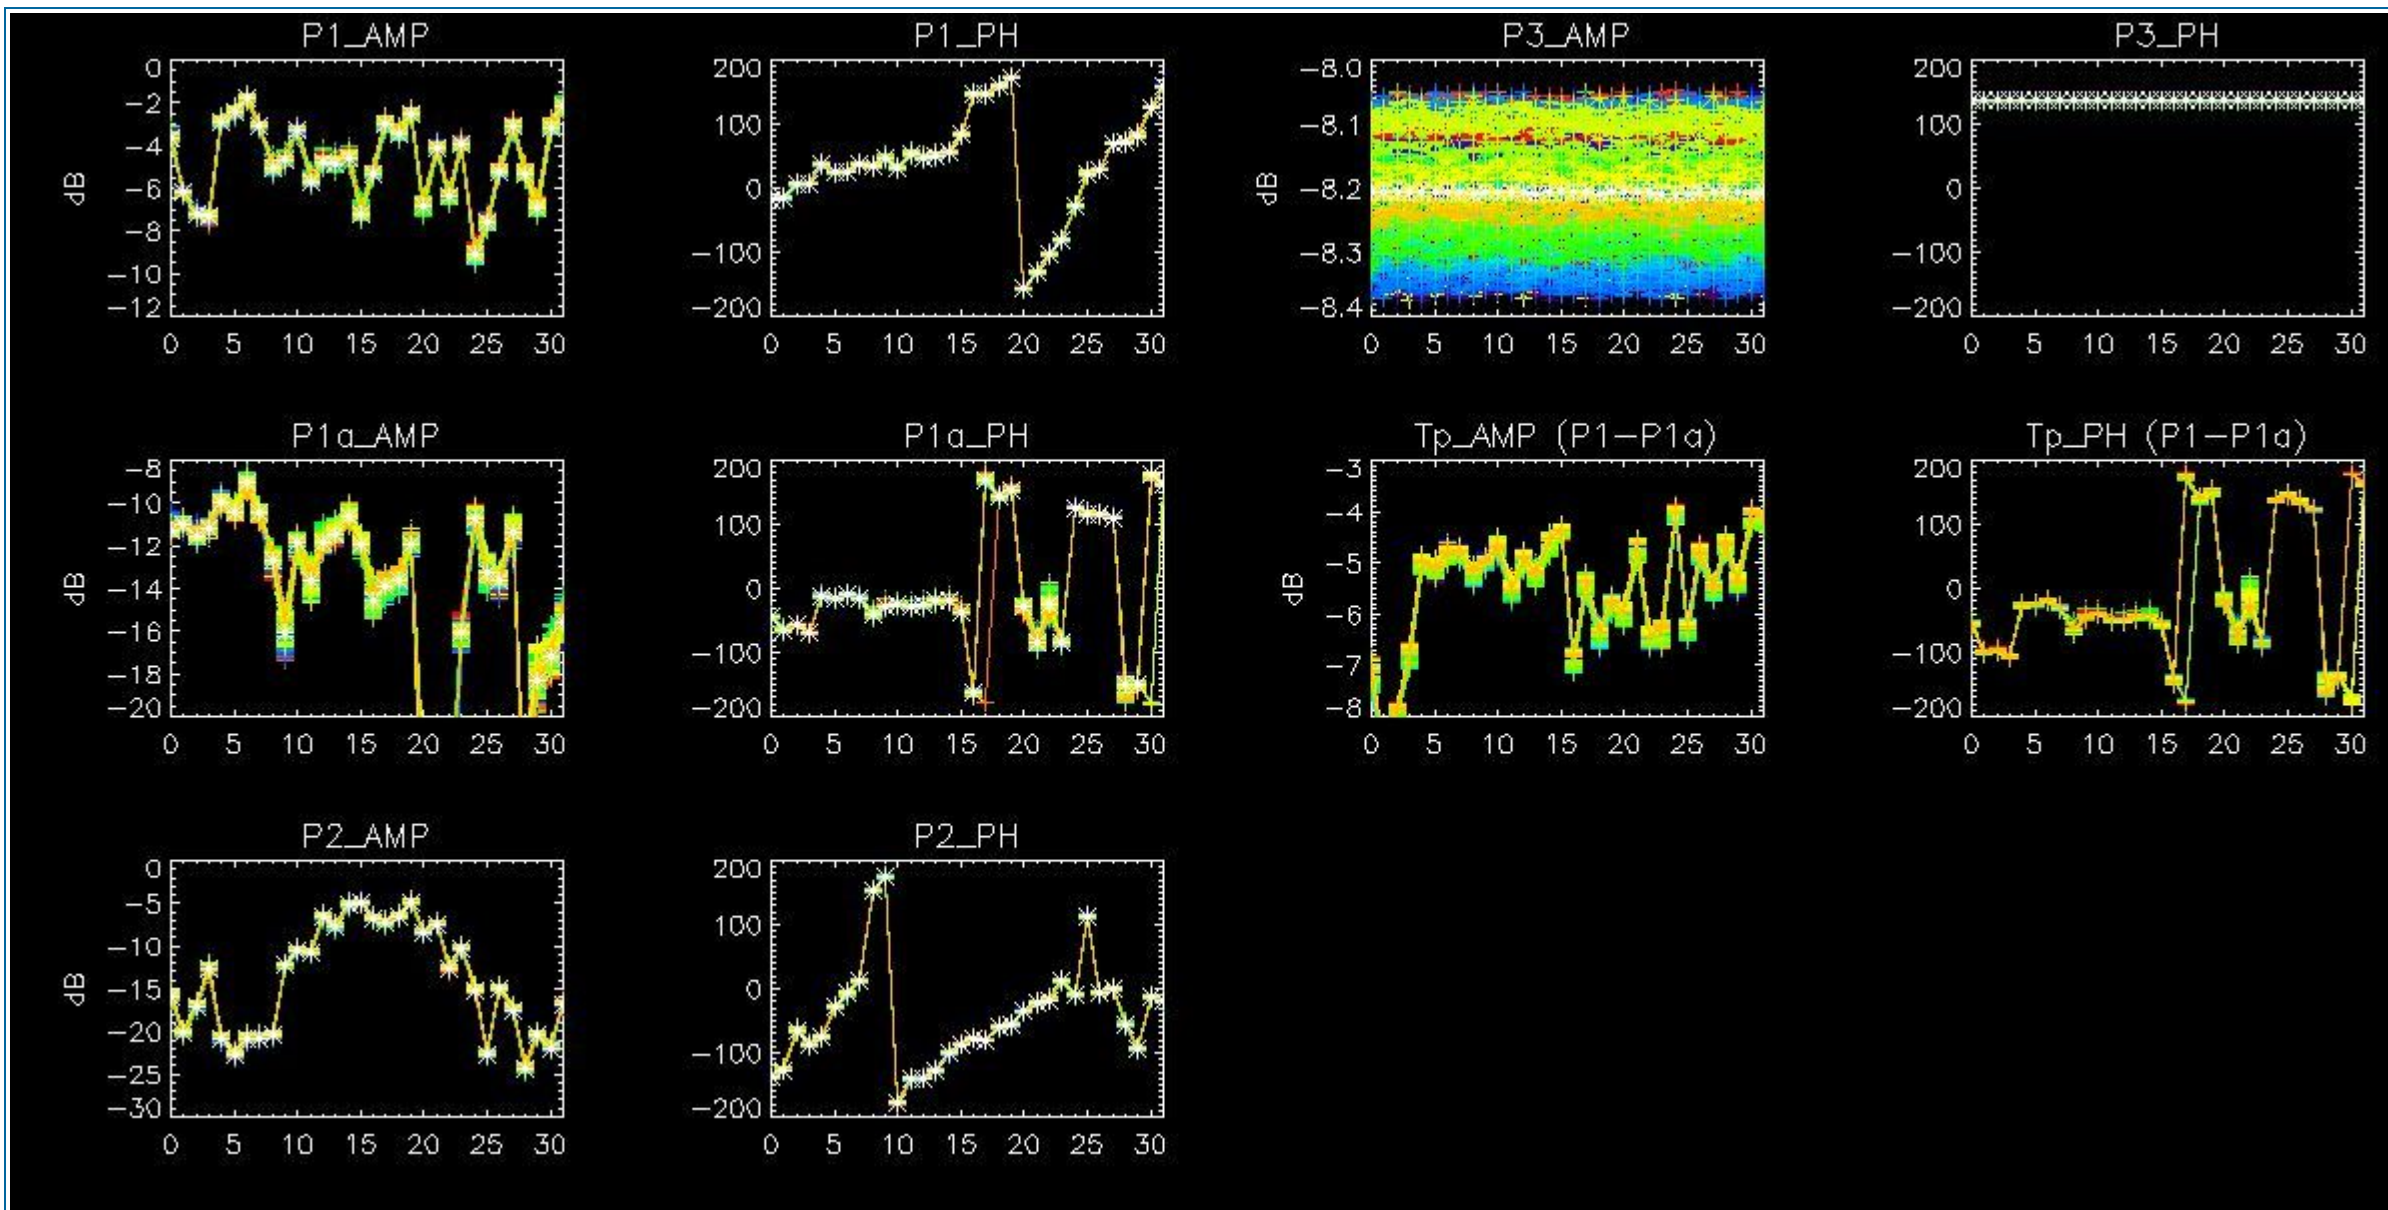 P1_AMP
0
−2
−4
−6
−8
−10
−12
dB
0 5 10 15 20 25 30
P1_PH
200
100
0
−100
−200
0 5 10 15 20 25 30
P3_AMP
−8.0
−8.1
−8.2
−8.3
−8.4
dB
0 5 10 15 20 25 30
P3_PH
200
100
0
−100
−200
0 5 10 15 20 25 30
P1a_AMP
−8
−10
−12
−14
−16
−18
−20
dB
0 5 10 15 20 25 30
P1a_PH
200
100
0
−100
−200
0 5 10 15 20 25 30
Tp_AMP (P1−P1a)
−3
−4
−5
−6
−7
−8
dB
0 5 10 15 20 25 30
Tp_PH (P1−P1a)
200
100
0
−100
−200
0 5 10 15 20 25 30
P2_AMP
0
−5
−10
−15
−20
−25
−30
dB
0 5 10 15 20 25 30
P2_PH
200
100
0
−100
−200
0 5 10 15 20 25 30